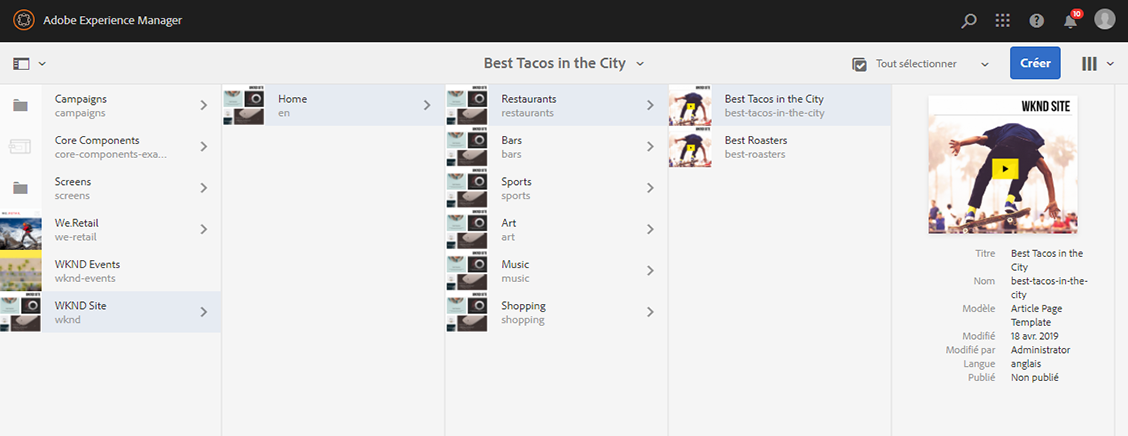 Adobe Experience Manager
10
Best Tacos in the City
Tout sélectionner
Créer
Campaigns
campaigns
Core Components
core-components-exa...
Screens
screens
We.Retail
we-retail
WKND Events
wknd-events
WKND Site
wknd
Home
en
Restaurants
restaurants
Bars
bars
Sports
sports
Art
art
Music
music
Shopping
shopping
Best Tacos in the City
best-tacos-in-the-city
Best Roasters
best-roasters
WKND SITE
Titre Best Tacos in the
City
Nom best-tacos-in-the-
city
Modèle Article Page
Template
Modifié 18 avr. 2019
Modifié par Administrator
Langue anglais
Publié Non publié